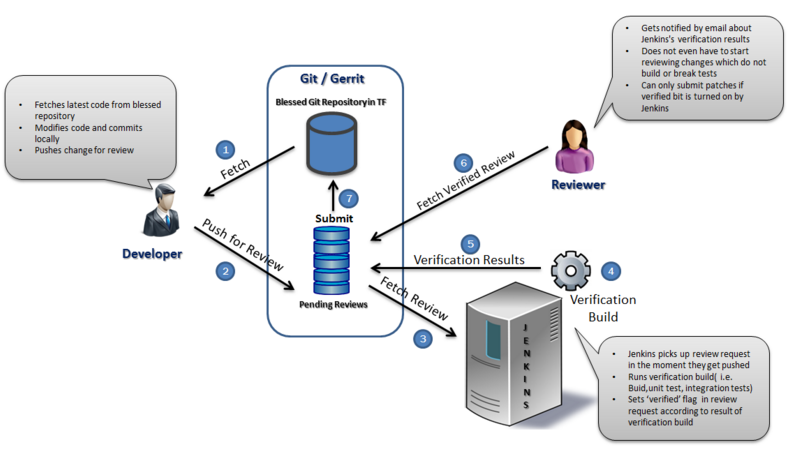 • Gets notified by email about
Jenkins's verification results
• Does not even have to start
reviewing changes which do not
build or break tests
• Can only submit patches if
verified bit is turned on by
Jenkins
Git / Gerrit
Blessed Git Repository in TF
• Fetches latest code from blessed
repository
• Modifies code and commits
locally
• Pushes change for review
1
Fetch
6
Fetch Verified Review
Reviewer
7
Submit
Developer
Push for Review
2
5
Verification Results
4
Verification
Build
Pending Reviews
Fetch Review
3
JENKINS
• Jenkins picks up review request
in the moment they get pushed
• Runs verification build( i.e.
Buid,unit test, integration tests)
• Sets ‘verified’ flag in review
request according to result of
verification build